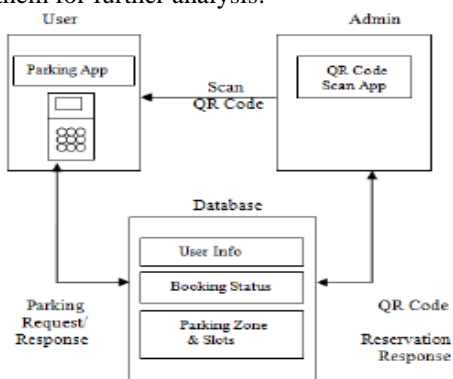 them for further analysis.
User
Admin
Parking App
QR Code
Scan App
Scan
QR Code
Database
User Info
Booking Status
Parking Zone
& Slots
Parking
Request/
Response
QR Code
Reservation
Response